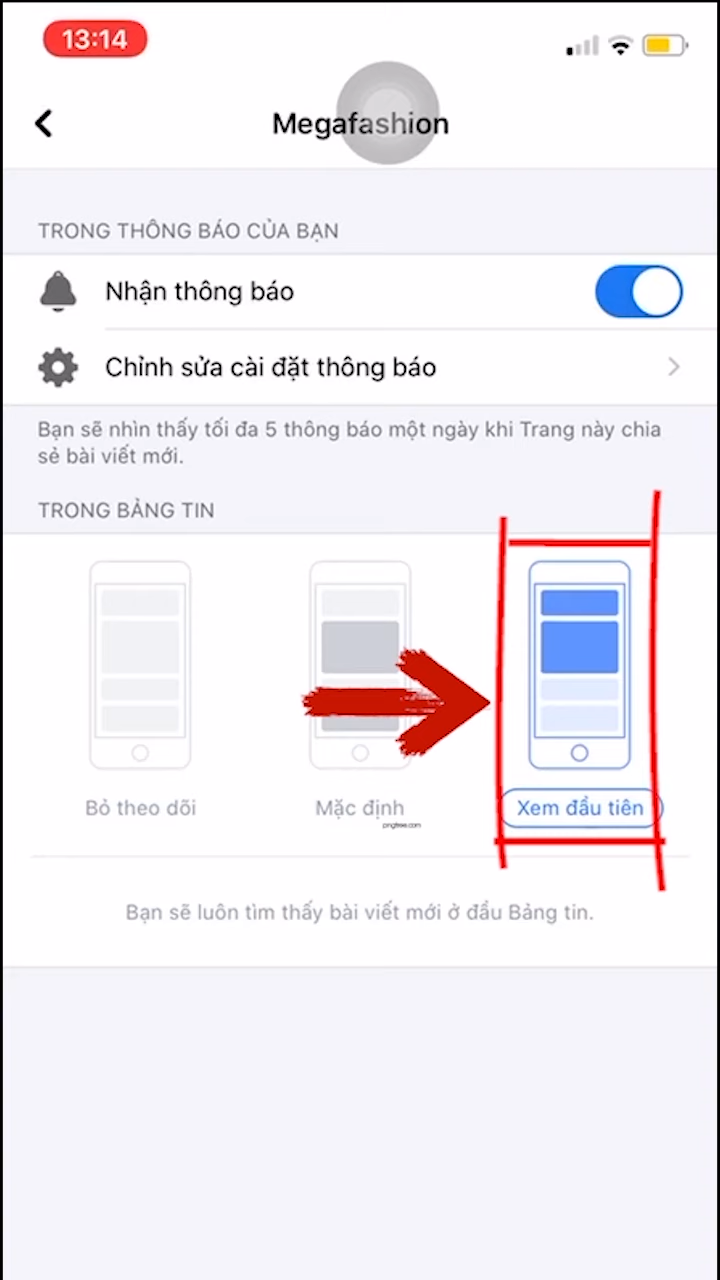 13:14
Megafashion
TRONG THÔNG BÁO CỦA BẠN
Nhận thông báo
Chỉnh sửa cài đặt thông báo
Bạn sẽ nhìn thấy tối đa 5 thông báo một ngày khi Trang này chia
sẻ bài viết mới.
TRONG BẢNG TIN
Bỏ theo dõi
Mặc định
Xem đầu tiên
pngtree.com
Bạn sẽ luôn tìm thấy bài viết mới ở đầu Bảng tin.